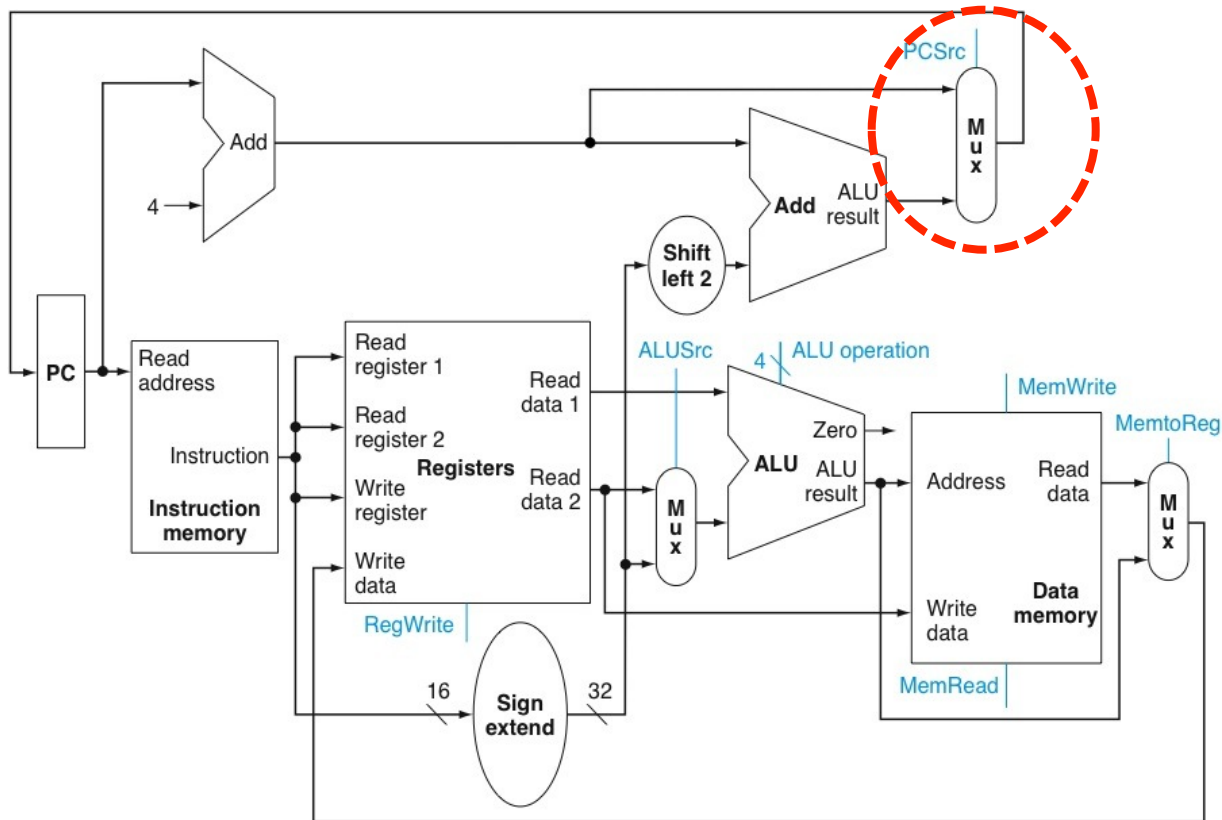 PCSrc
M
u
x
Add
4
Add
ALU
result
Shift
left 2
PC
Read
address
Instruction
Instruction
memory
Read
register 1
Read
register 2
Write
register
Write
data
Registers
Read
data 1
Read
data 2
RegWrite
16
Sign
extend
32
ALUSrc
M
u
x
4
ALU operation
Zero
ALU
ALU
result
MemWrite
Address
Read
data
Write
data
Data
memory
MemRead
MemtoReg
M
u
x